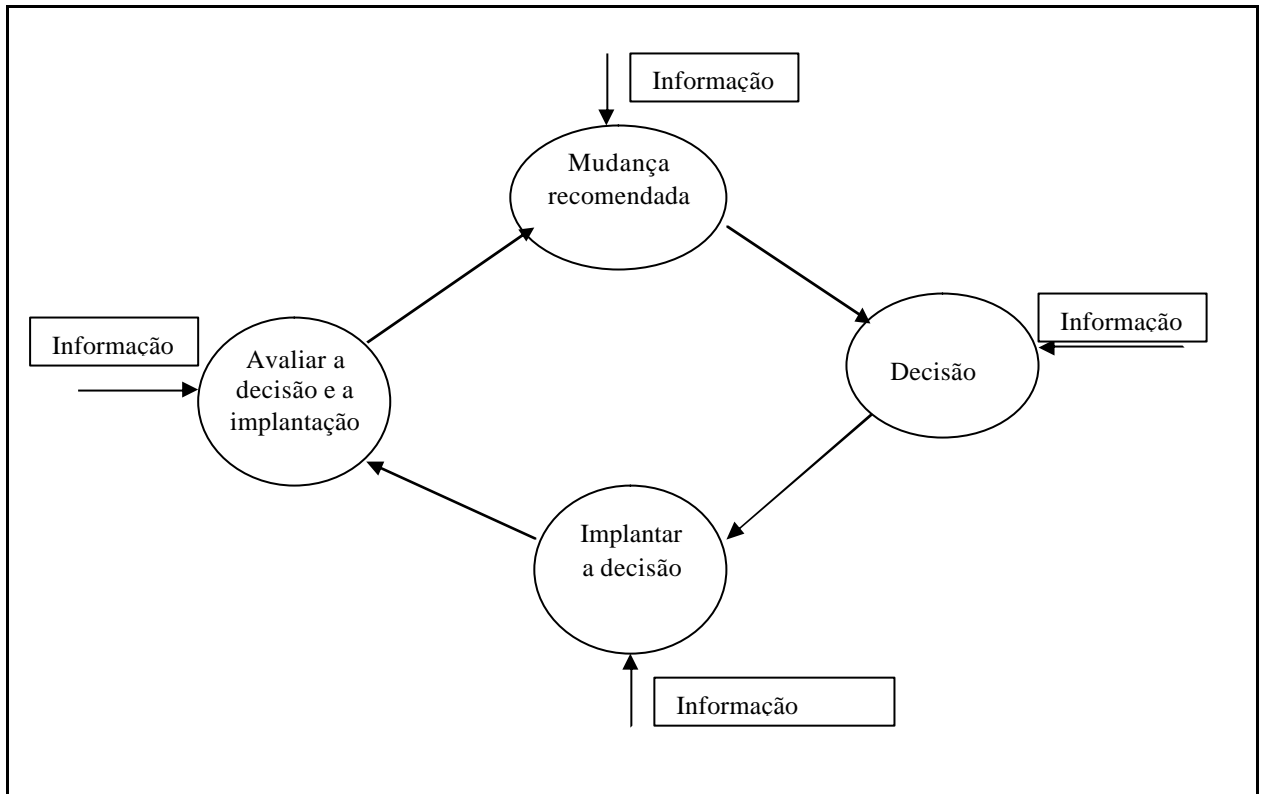 Informação
Mudança
recomendada
Informação
Decisão
Informação
Avaliar a
decisão e a
implantação
Implantar
a decisão
Informação